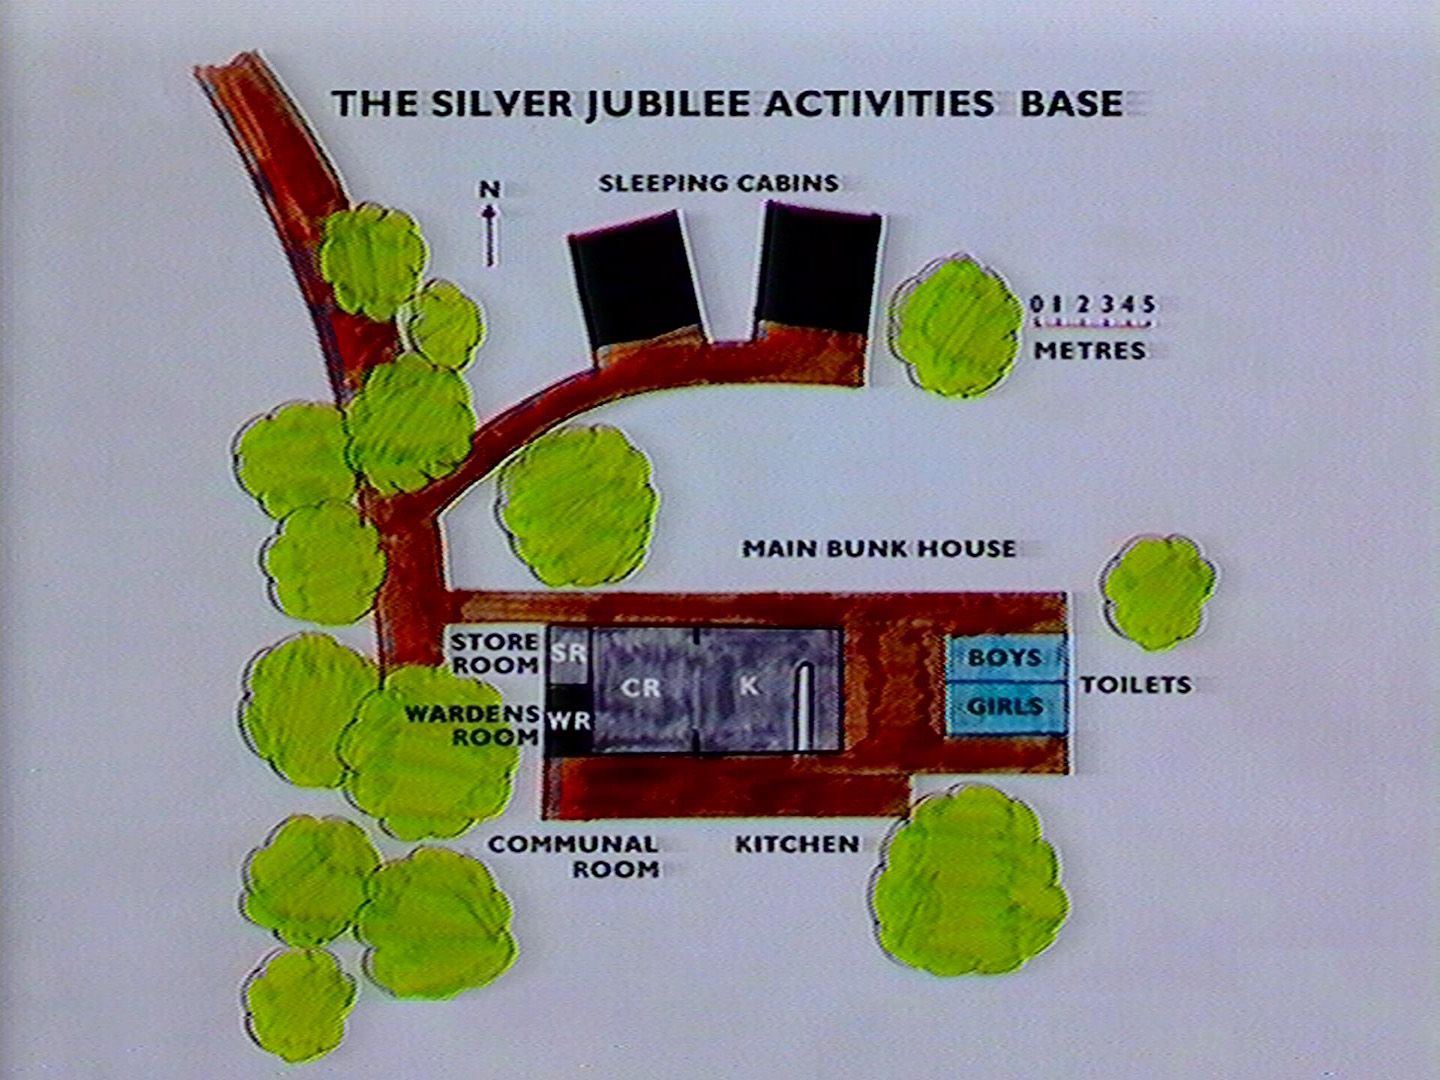 THE SILVER JUBILEE ACTIVITIES BASE
N
SLEEPING CABINS
0 1 2 3 4 5
METRES
MAIN BUNK HOUSE
STORE
ROOM
SR
CR
K
BOYS
TOILETS
WARDENS
ROOM
WR
GIRLS
COMMUNAL
ROOM
KITCHEN